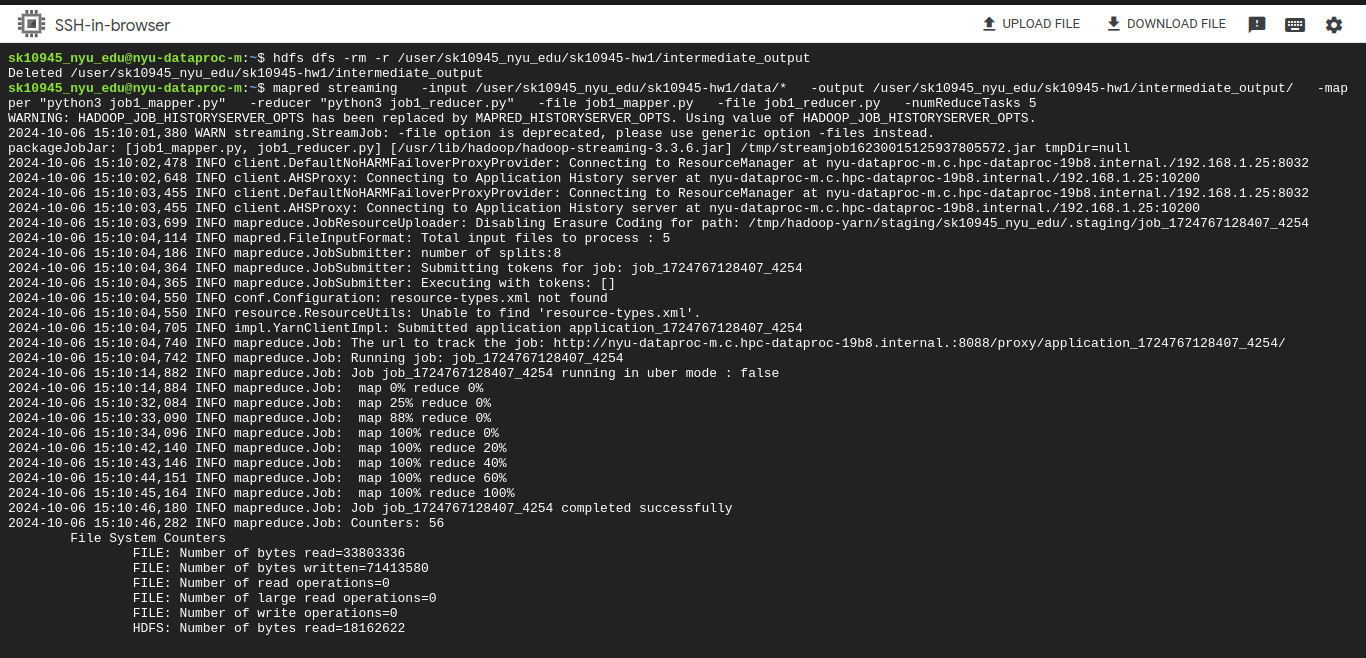 SSH-in-browser
UPLOAD FILE
DOWNLOAD FILE
sk10945_nyu_edu@nyu-dataproc-m:~$ hdfs dfs -rm -r /user/sk10945_nyu_edu/sk10945-hw1/intermediate_output
Deleted /user/sk10945_nyu_edu/sk10945-hw1/intermediate_output
sk10945_nyu_edu@nyu-dataproc-m:~$ mapred streaming   -input /user/sk10945_nyu_edu/sk10945-hw1/data/*   -output /user/sk10945_nyu_edu/sk10945-hw1/intermediate_output/   -map
per "python3 job1_mapper.py"   -reducer "python3 job1_reducer.py"   -file job1_mapper.py   -file job1_reducer.py   -numReduceTasks 5
WARNING: HADOOP_JOB_HISTORYSERVER_OPTS has been replaced by MAPRED_HISTORYSERVER_OPTS. Using value of HADOOP_JOB_HISTORYSERVER_OPTS.
2024-10-06 15:10:01,380 WARN streaming.StreamJob: -file option is deprecated, please use generic option -files instead.
packageJobJar: [job1_mapper.py, job1_reducer.py] [/usr/lib/hadoop/hadoop-streaming-3.3.6.jar] /tmp/streamjob16230015125937805572.jar tmpDir=null
2024-10-06 15:10:02,478 INFO client.DefaultNoHARMFailoverProxyProvider: Connecting to ResourceManager at nyu-dataproc-m.c.hpc-dataproc-19b8.internal./192.168.1.25:8032
2024-10-06 15:10:02,648 INFO client.AHSProxy: Connecting to Application History server at nyu-dataproc-m.c.hpc-dataproc-19b8.internal./192.168.1.25:10200
2024-10-06 15:10:03,455 INFO client.DefaultNoHARMFailoverProxyProvider: Connecting to ResourceManager at nyu-dataproc-m.c.hpc-dataproc-19b8.internal./192.168.1.25:8032
2024-10-06 15:10:03,455 INFO client.AHSProxy: Connecting to Application History server at nyu-dataproc-m.c.hpc-dataproc-19b8.internal./192.168.1.25:10200
2024-10-06 15:10:03,699 INFO mapreduce.JobResourceUploader: Disabling Erasure Coding for path: /tmp/hadoop-yarn/staging/sk10945_nyu_edu/.staging/job_1724767128407_4254
2024-10-06 15:10:04,114 INFO mapred.FileInputFormat: Total input files to process : 5
2024-10-06 15:10:04,186 INFO mapreduce.JobSubmitter: number of splits:8
2024-10-06 15:10:04,364 INFO mapreduce.JobSubmitter: Submitting tokens for job: job_1724767128407_4254
2024-10-06 15:10:04,365 INFO mapreduce.JobSubmitter: Executing with tokens: []
2024-10-06 15:10:04,550 INFO conf.Configuration: resource-types.xml not found
2024-10-06 15:10:04,550 INFO resource.ResourceUtils: Unable to find 'resource-types.xml'.
2024-10-06 15:10:04,705 INFO impl.YarnClientImpl: Submitted application application_1724767128407_4254
2024-10-06 15:10:04,740 INFO mapreduce.Job: The url to track the job: http://nyu-dataproc-m.c.hpc-dataproc-19b8.internal.:8088/proxy/application_1724767128407_4254/
2024-10-06 15:10:04,742 INFO mapreduce.Job: Running job: job_1724767128407_4254
2024-10-06 15:10:14,882 INFO mapreduce.Job: Job job_1724767128407_4254 running in uber mode : false
2024-10-06 15:10:14,884 INFO mapreduce.Job:  map 0% reduce 0%
2024-10-06 15:10:32,084 INFO mapreduce.Job:  map 25% reduce 0%
2024-10-06 15:10:33,090 INFO mapreduce.Job:  map 88% reduce 0%
2024-10-06 15:10:34,096 INFO mapreduce.Job:  map 100% reduce 0%
2024-10-06 15:10:42,140 INFO mapreduce.Job:  map 100% reduce 20%
2024-10-06 15:10:43,146 INFO mapreduce.Job:  map 100% reduce 40%
2024-10-06 15:10:44,151 INFO mapreduce.Job:  map 100% reduce 60%
2024-10-06 15:10:45,164 INFO mapreduce.Job:  map 100% reduce 100%
2024-10-06 15:10:46,180 INFO mapreduce.Job: Job job_1724767128407_4254 completed successfully
2024-10-06 15:10:46,282 INFO mapreduce.Job: Counters: 56
        File System Counters
                FILE: Number of bytes read=33803336
                FILE: Number of bytes written=71413580
                FILE: Number of read operations=0
                FILE: Number of large read operations=0
                FILE: Number of write operations=0
                HDFS: Number of bytes read=18162622